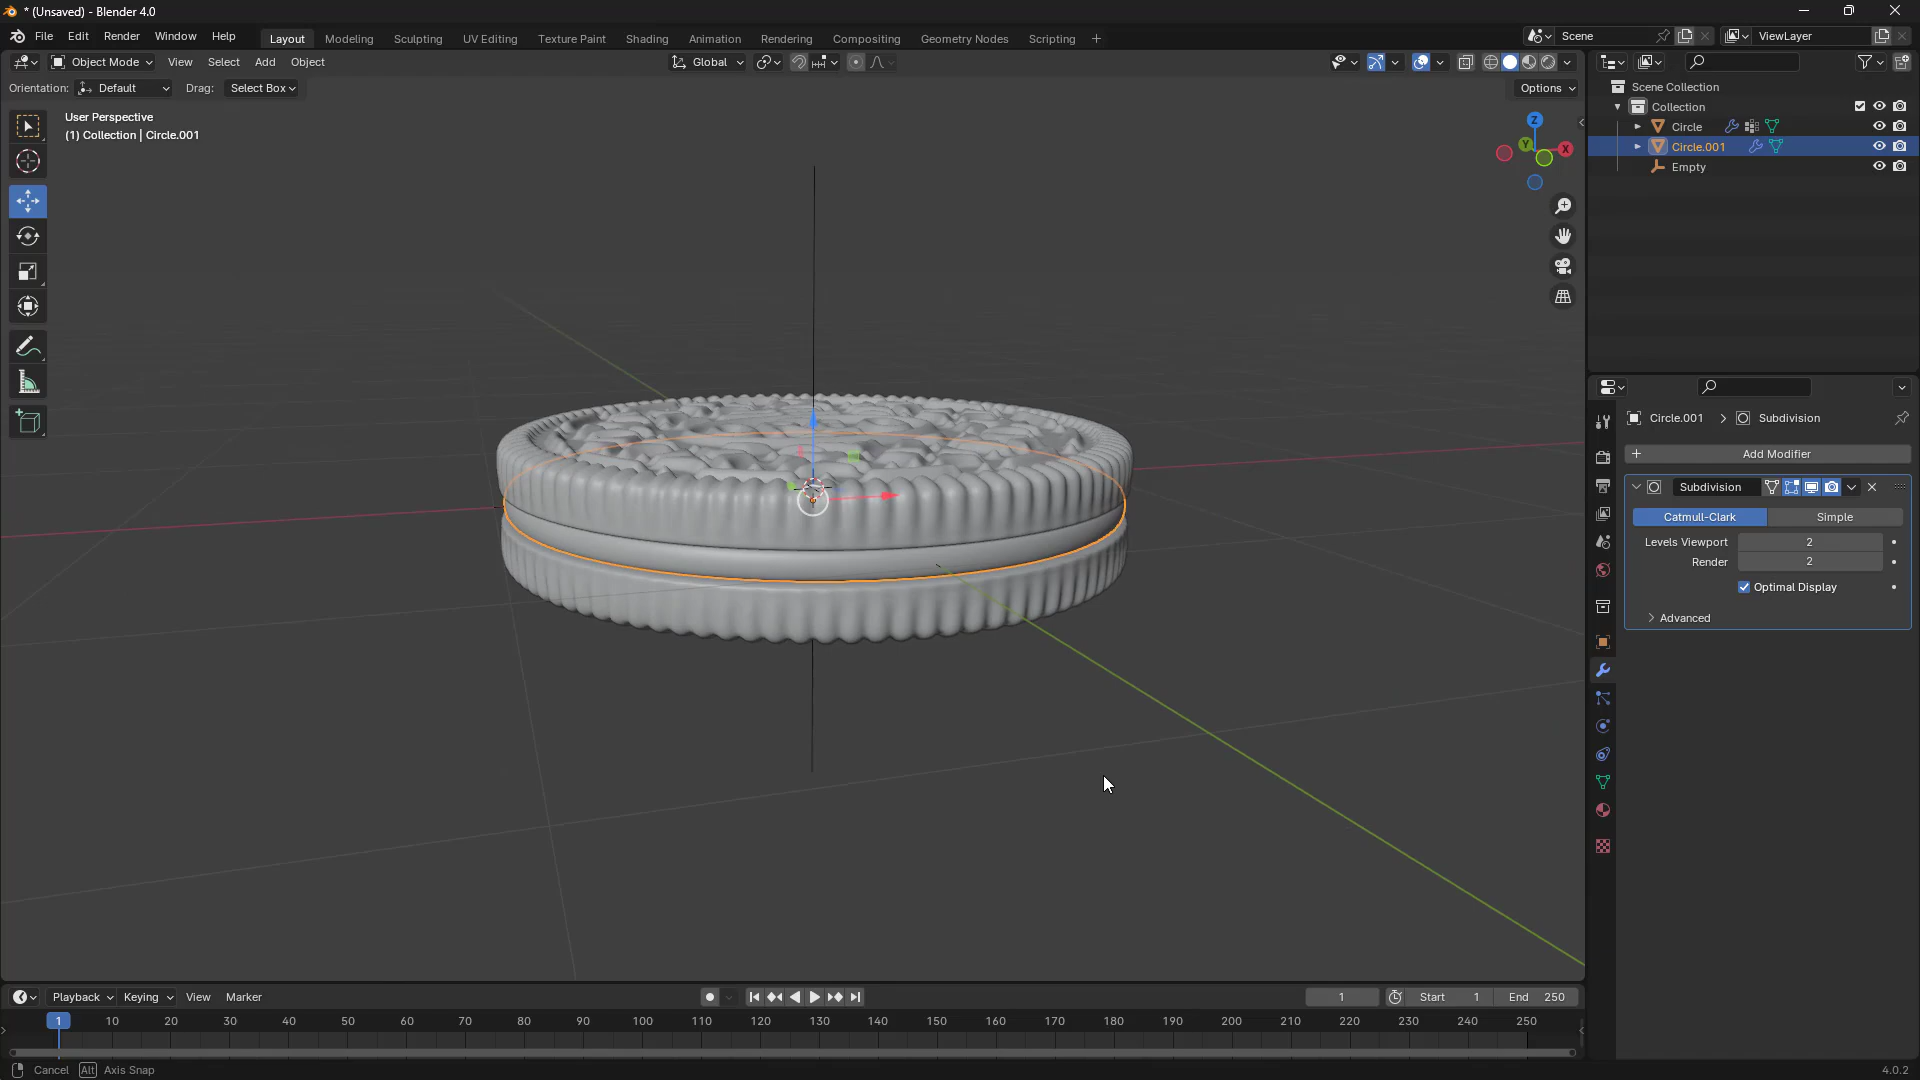 * (Unsaved) - Blender 4.0
File Edit Render Window Help Layout Modeling Sculpting UV Editing Texture Paint Shading Animation Rendering Compositing Geometry Nodes Scripting + Scene ViewLayer
Object Mode View Select Add Object Global
Orientation: Default Drag: Select Box Options
User Perspective
(1) Collection | Circle.001
Z
Y
X
Scene Collection
Collection
Circle
Circle.001
Empty
Circle.001 > Subdivision
+ Add Modifier
Subdivision
Catmull-Clark Simple
Levels Viewport 2
Render 2
Optimal Display
> Advanced
Playback Keying View Marker 1 Start 1 End 250
1 10 20 30 40 50 60 70 80 90 100 110 120 130 140 150 160 170 180 190 200 210 220 230 240 250
Cancel Alt Axis Snap 4.0.2